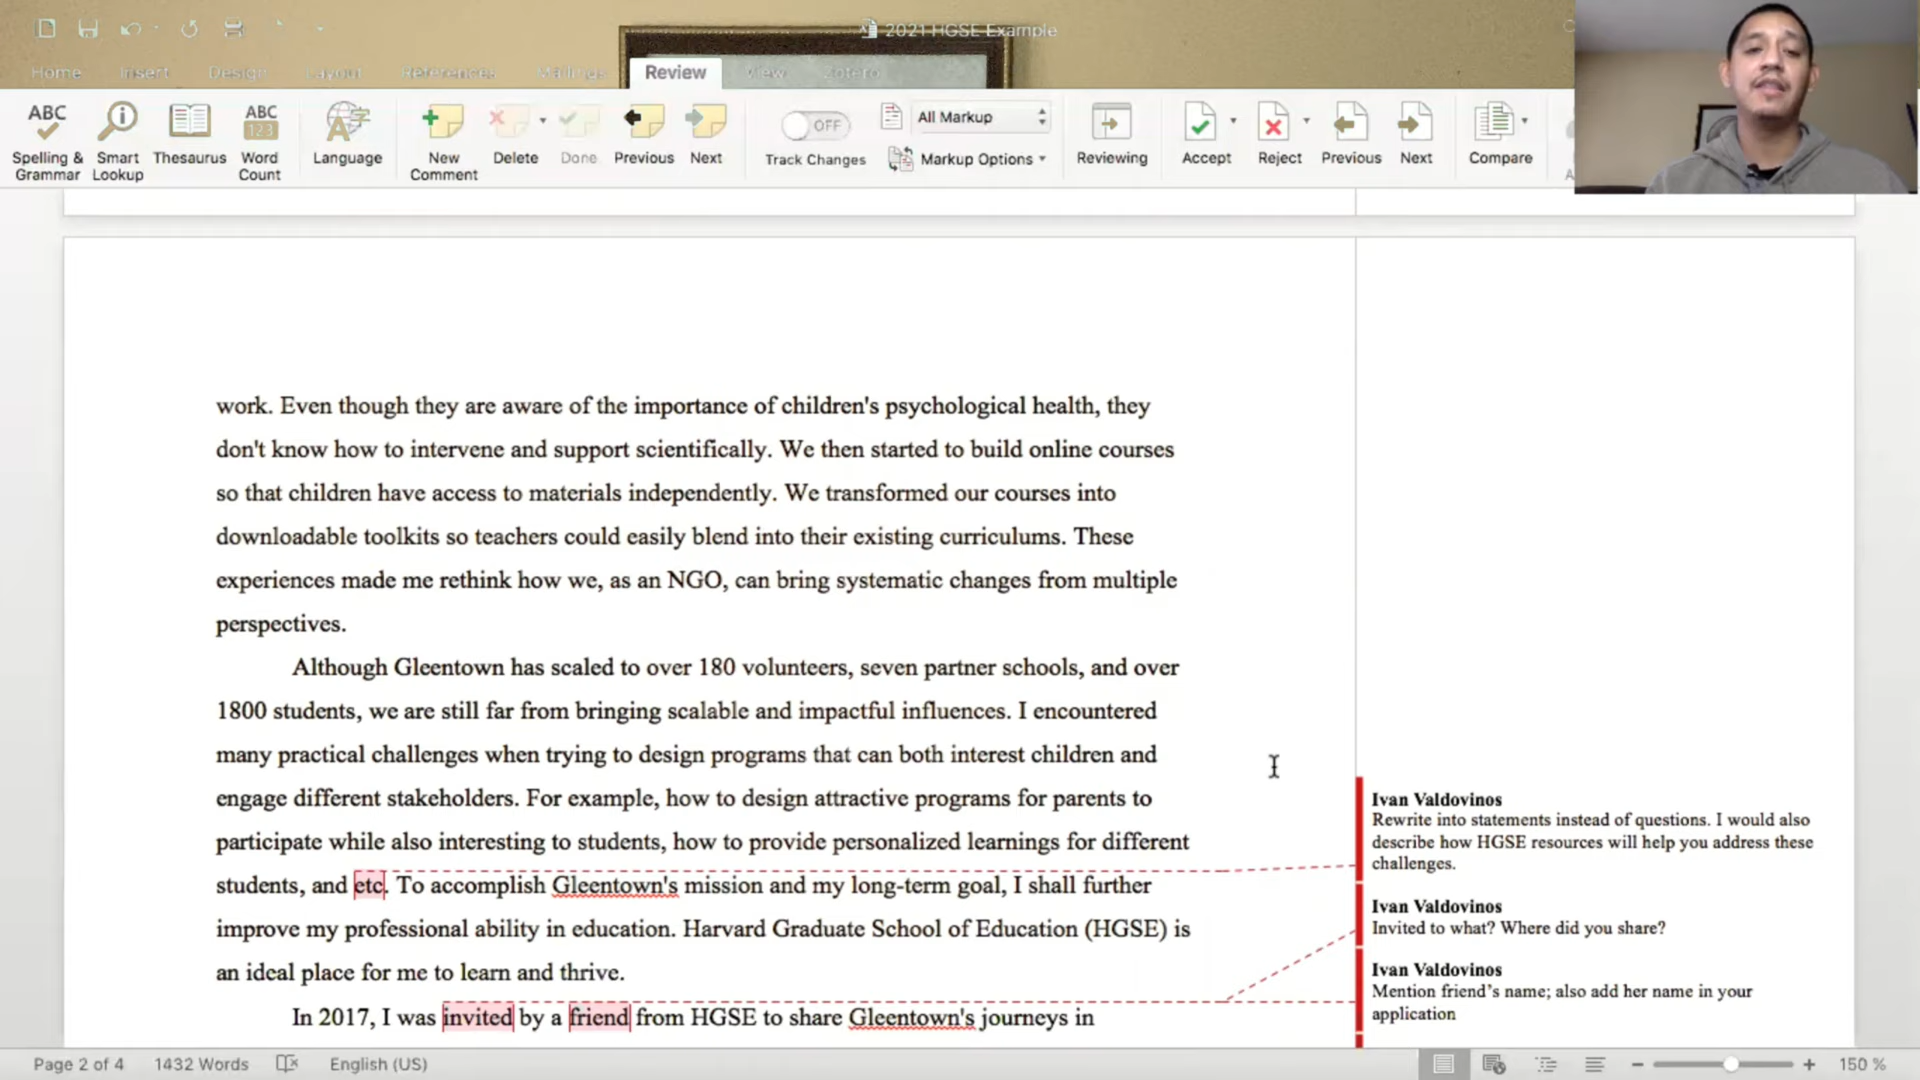 2021 HGSE Example
Home Insert Design Layout References Mailings Review View Zotero
ABC
Spelling &
Grammar
Smart
Lookup
Thesaurus
ABC
123
Word
Count
Language
New
Comment
Delete
Done
Previous
Next
OFF
Track Changes
All Markup
Markup Options
Reviewing
Accept
Reject
Previous
Next
Compare
work. Even though they are aware of the importance of children's psychological health, they
don't know how to intervene and support scientifically. We then started to build online courses
so that children have access to materials independently. We transformed our courses into
downloadable toolkits so teachers could easily blend into their existing curriculums. These
experiences made me rethink how we, as an NGO, can bring systematic changes from multiple
perspectives.
Although Gleentown has scaled to over 180 volunteers, seven partner schools, and over
1800 students, we are still far from bringing scalable and impactful influences. I encountered
many practical challenges when trying to design programs that can both interest children and
engage different stakeholders. For example, how to design attractive programs for parents to
participate while also interesting to students, how to provide personalized learnings for different
students, and etc. To accomplish Gleentown's mission and my long-term goal, I shall further
improve my professional ability in education. Harvard Graduate School of Education (HGSE) is
an ideal place for me to learn and thrive.
In 2017, I was invited by a friend from HGSE to share Gleentown's journeys in
Ivan Valdovinos
Rewrite into statements instead of questions. I would also
describe how HGSE resources will help you address these
challenges.
Ivan Valdovinos
Invited to what? Where did you share?
Ivan Valdovinos
Mention friend's name; also add her name in your
application
Page 2 of 4 1432 Words English (US) 150 %